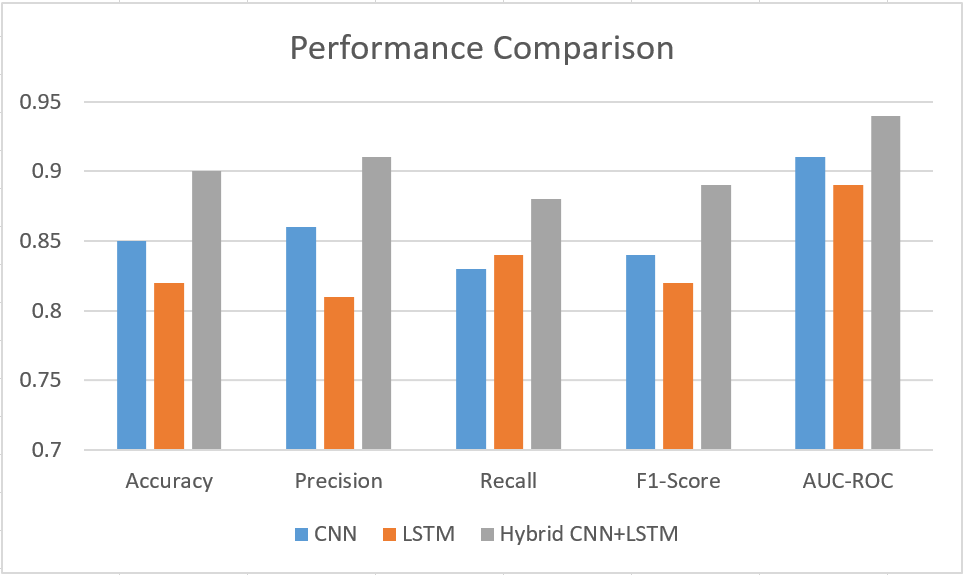 Performance Comparison
0.95
0.9
0.85
0.8
0.75
0.7
Accuracy Precision Recall F1-Score AUC-ROC
CNN LSTM Hybrid CNN+LSTM